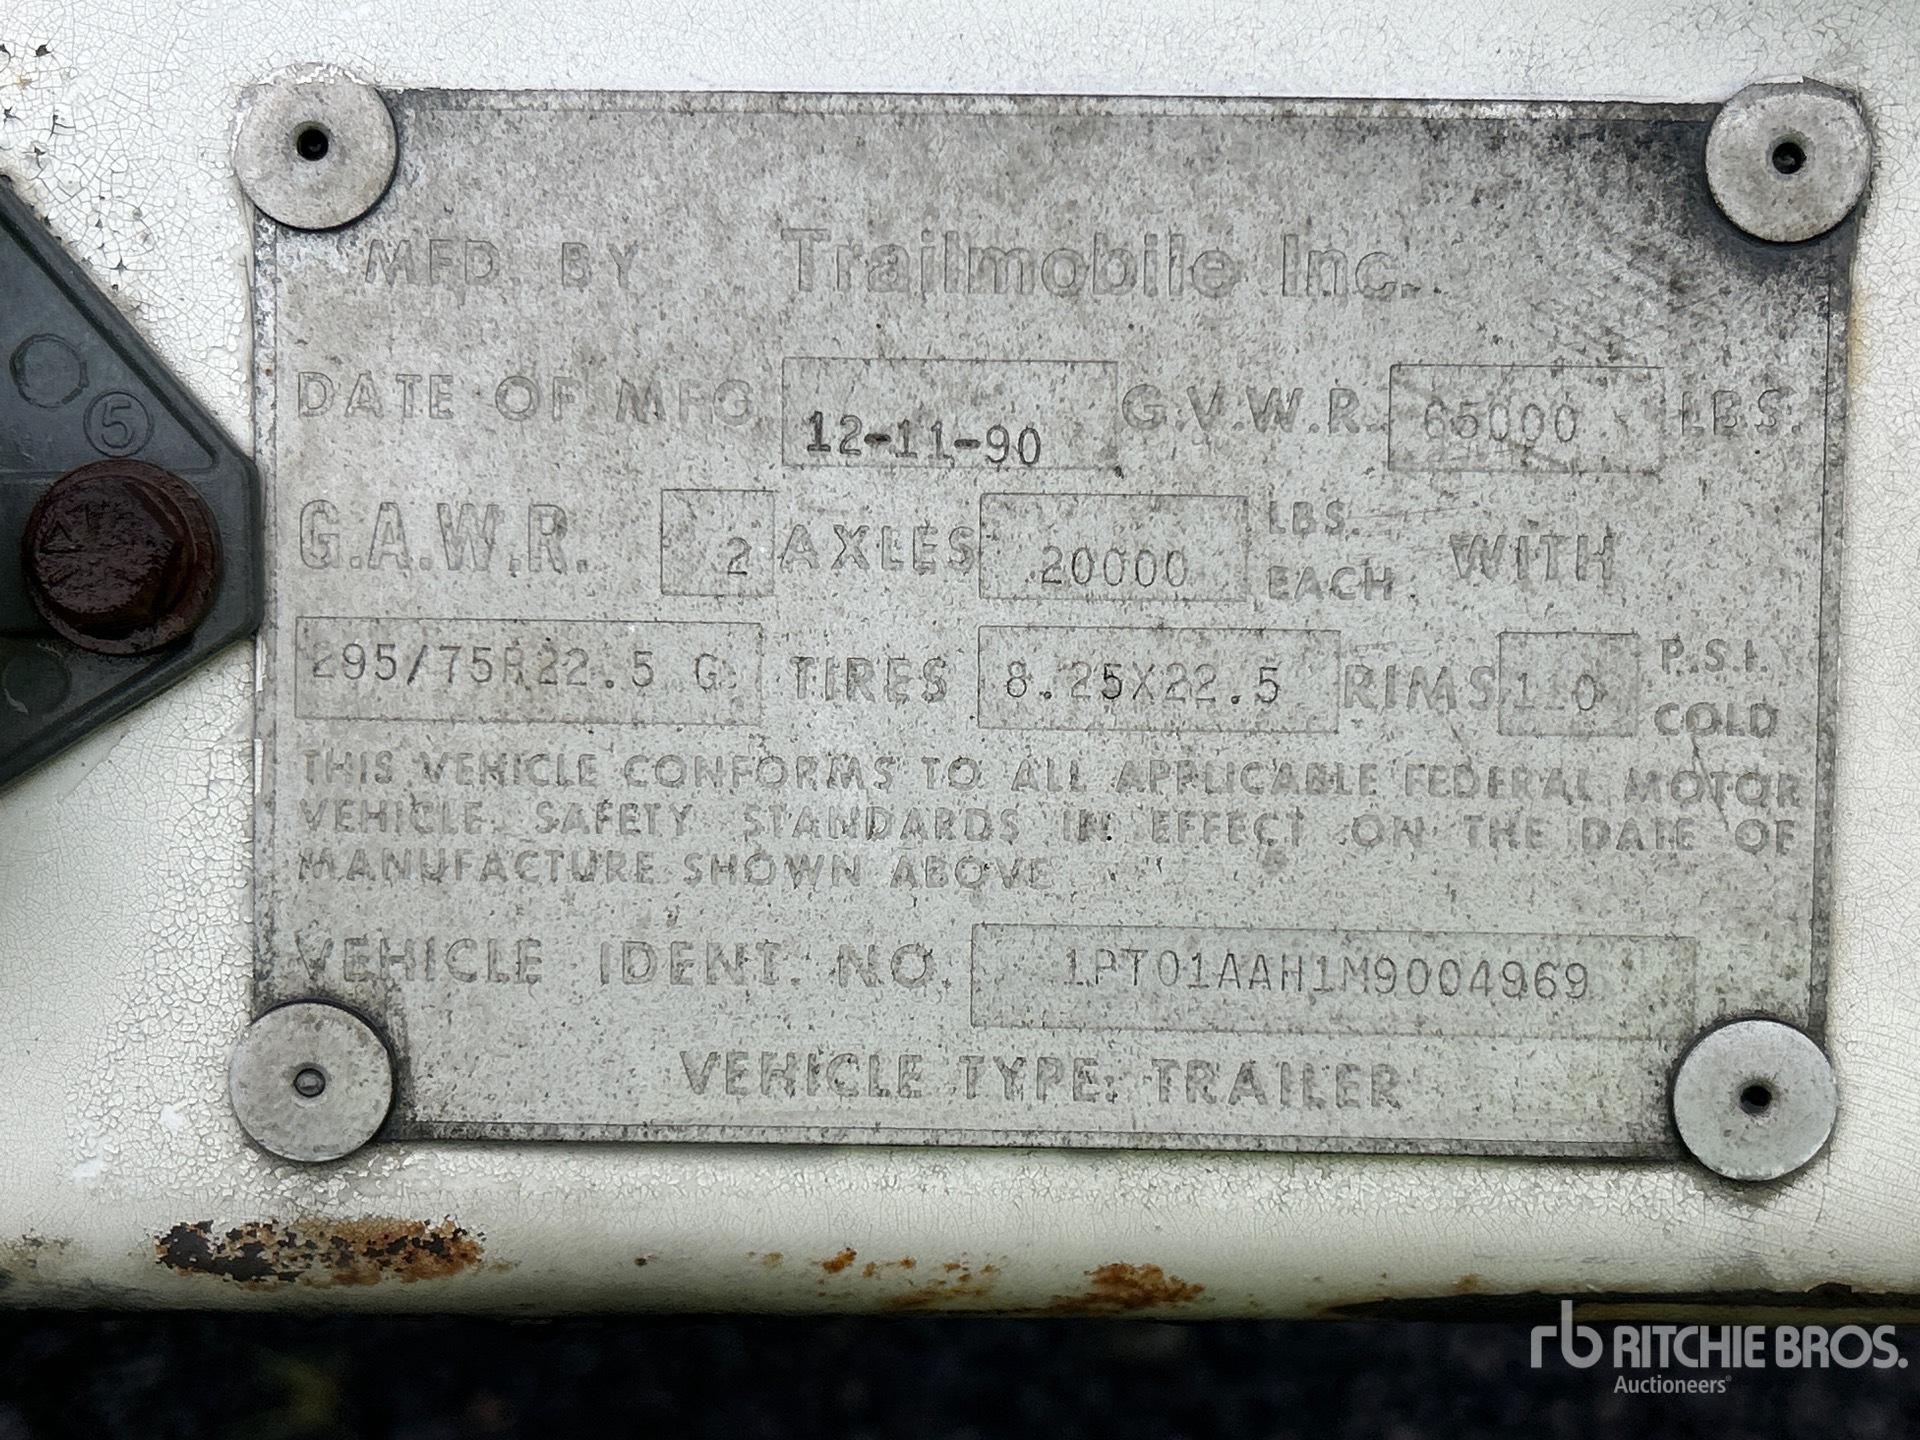 MFD. BY Trailmobile Inc.
DATE OF MFG 12-11-90 G.V.W.R. 65000 LBS.
G.A.W.R. 2 AXLES 20000 LBS. EACH WITH
295/75R22.5 G TIRES 8.25X22.5 RIMS 110 P.S.I. COLD
THIS VEHICLE CONFORMS TO ALL APPLICABLE FEDERAL MOTOR
VEHICLE SAFETY STANDARDS IN EFFECT ON THE DATE OF
MANUFACTURE SHOWN ABOVE
VEHICLE IDENT. NO. 1PT01AAH1M9004969
VEHICLE TYPE: TRAILER
5
rb RITCHIE BROS.
Auctioneers